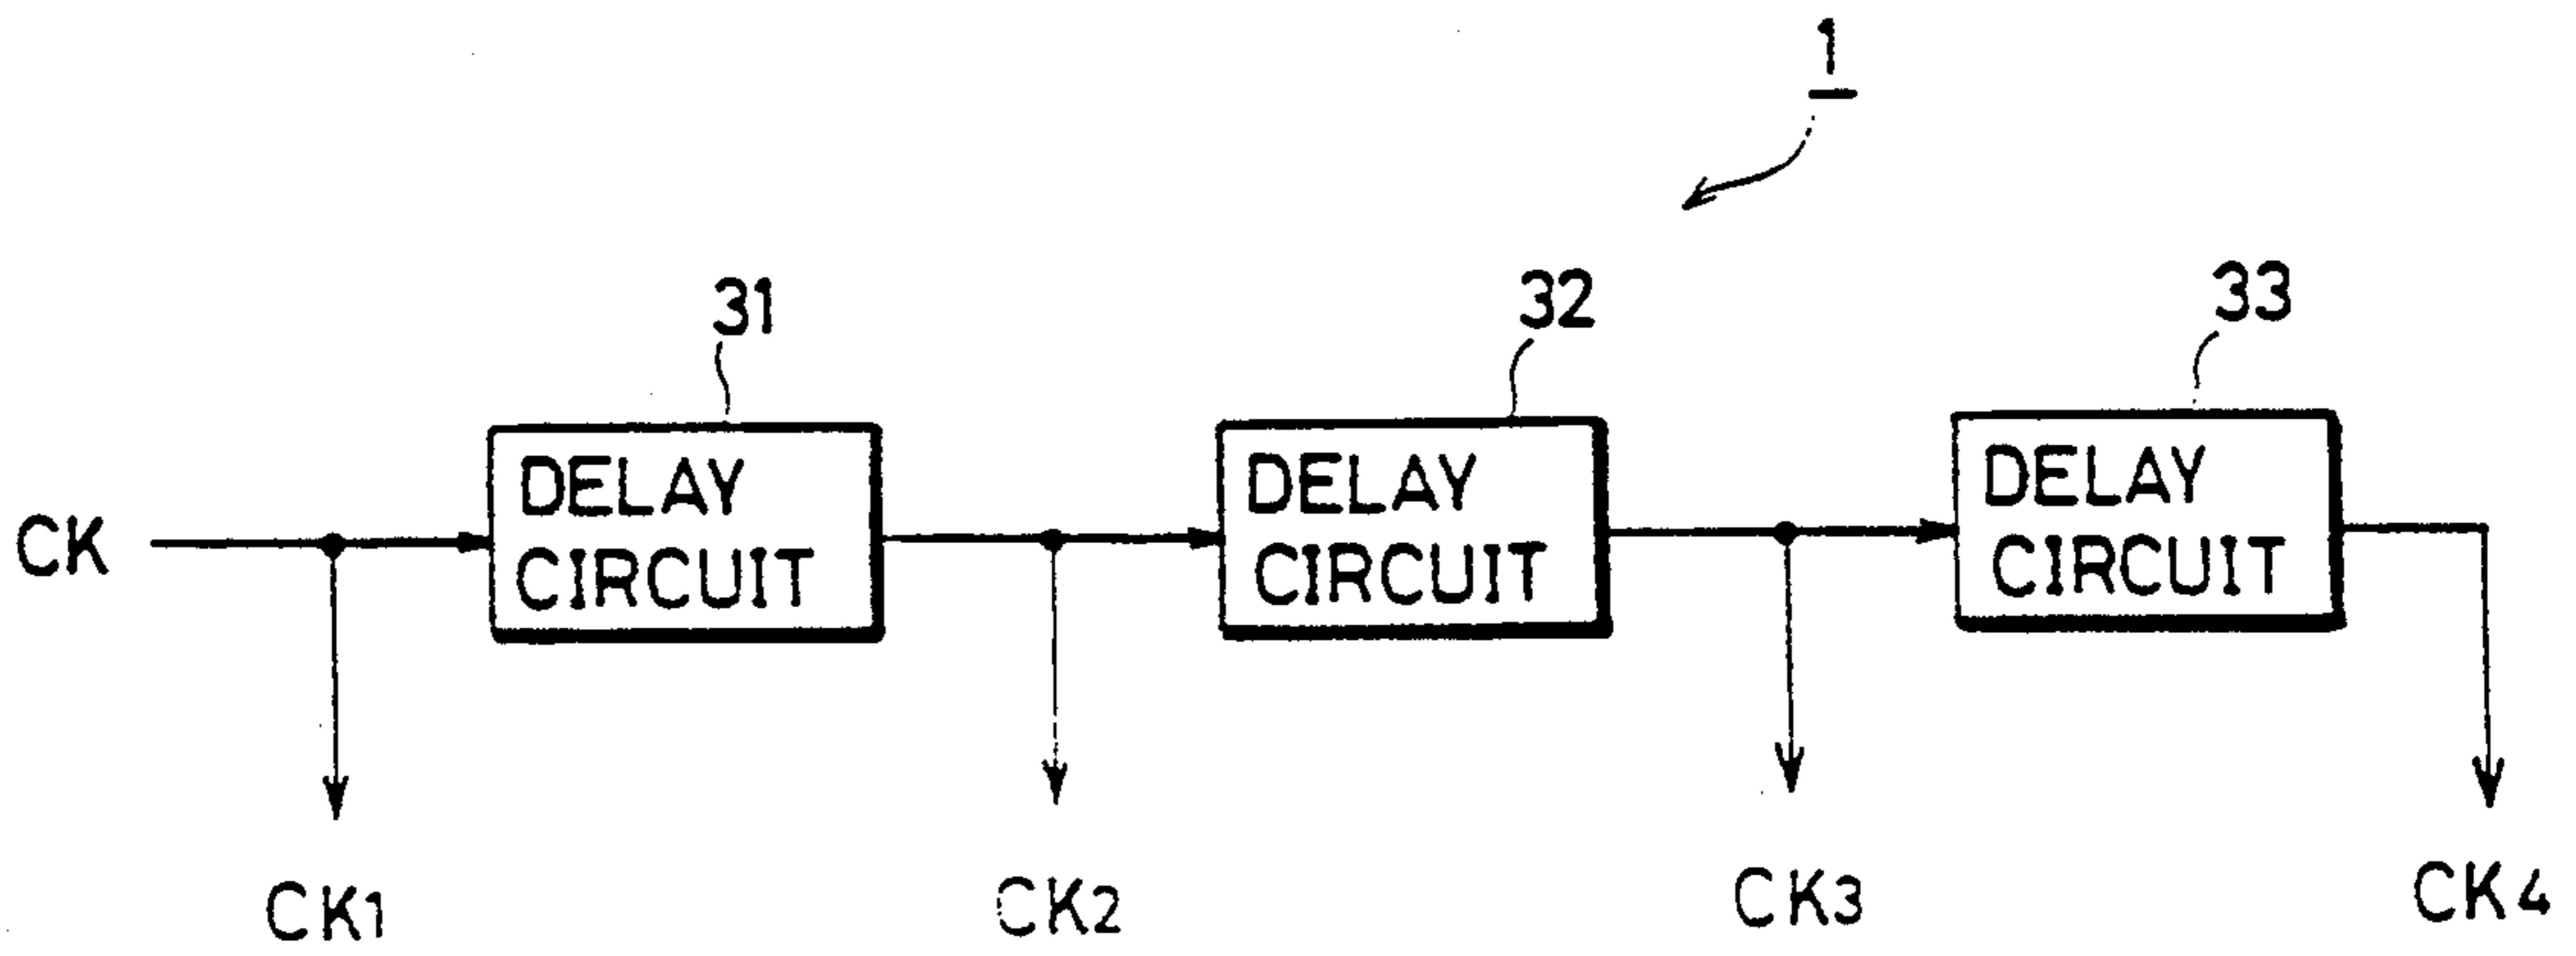 1
31
32
33
CK
DELAY
CIRCUIT
DELAY
CIRCUIT
DELAY
CIRCUIT
CK1
CK2
CK3
CK4